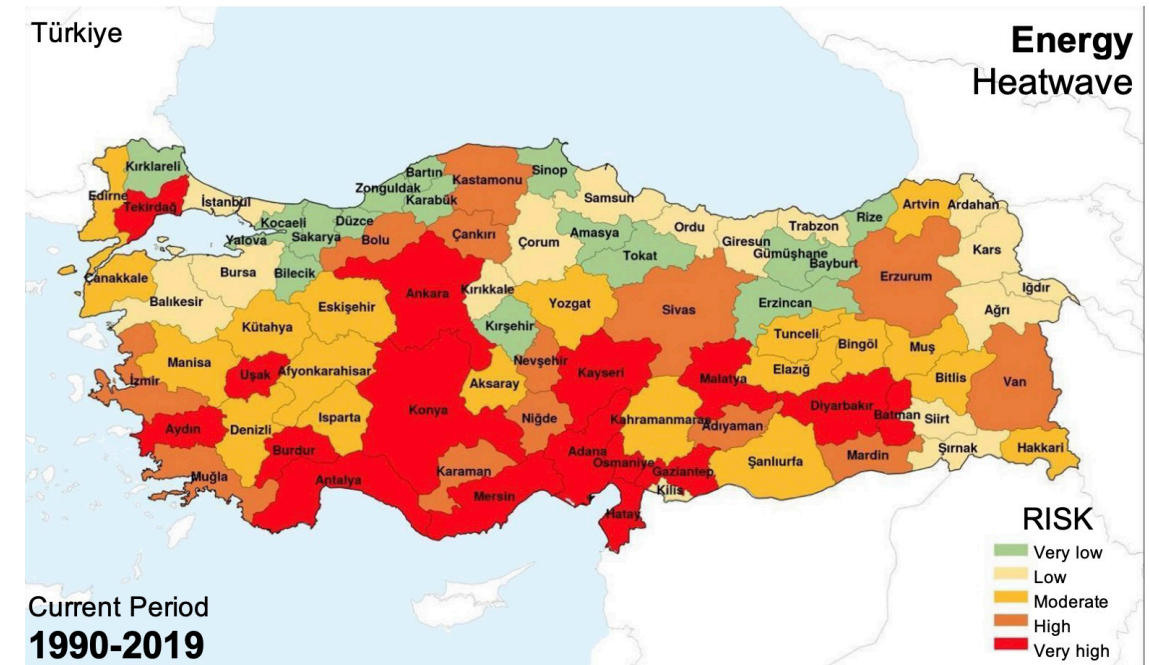 Türkiye
Energy
Heatwave
Kırklareli
Edirne
Tekirdağ
İstanbul
Kocaeli
Yalova
Sakarya
Düzce
Zonguldak
Bartın
Karabük
Kastamonu
Sinop
Samsun
Bolu
Çankırı
Çorum
Amasya
Tokat
Ordu
Giresun
Trabzon
Gümüşhane
Bayburt
Rize
Artvin
Ardahan
Kars
Iğdır
Ağrı
Erzurum
Erzincan
Çanakkale
Balıkesir
Bursa
Bilecik
Eskişehir
Kütahya
Ankara
Kırıkkale
Kırşehir
Yozgat
Sivas
Tunceli
Bingöl
Muş
Elazığ
Bitlis
Van
Manisa
İzmir
Uşak
Afyonkarahisar
Konya
Aksaray
Nevşehir
Kayseri
Malatya
Diyarbakır
Batman
Siirt
Aydın
Denizli
Isparta
Burdur
Niğde
Kahramanmaraş
Adıyaman
Şanlıurfa
Mardin
Şırnak
Hakkari
Muğla
Antalya
Karaman
Mersin
Adana
Osmaniye
Gaziantep
Kilis
Hatay
RISK
Very low
Low
Moderate
High
Very high
Current Period
1990-2019